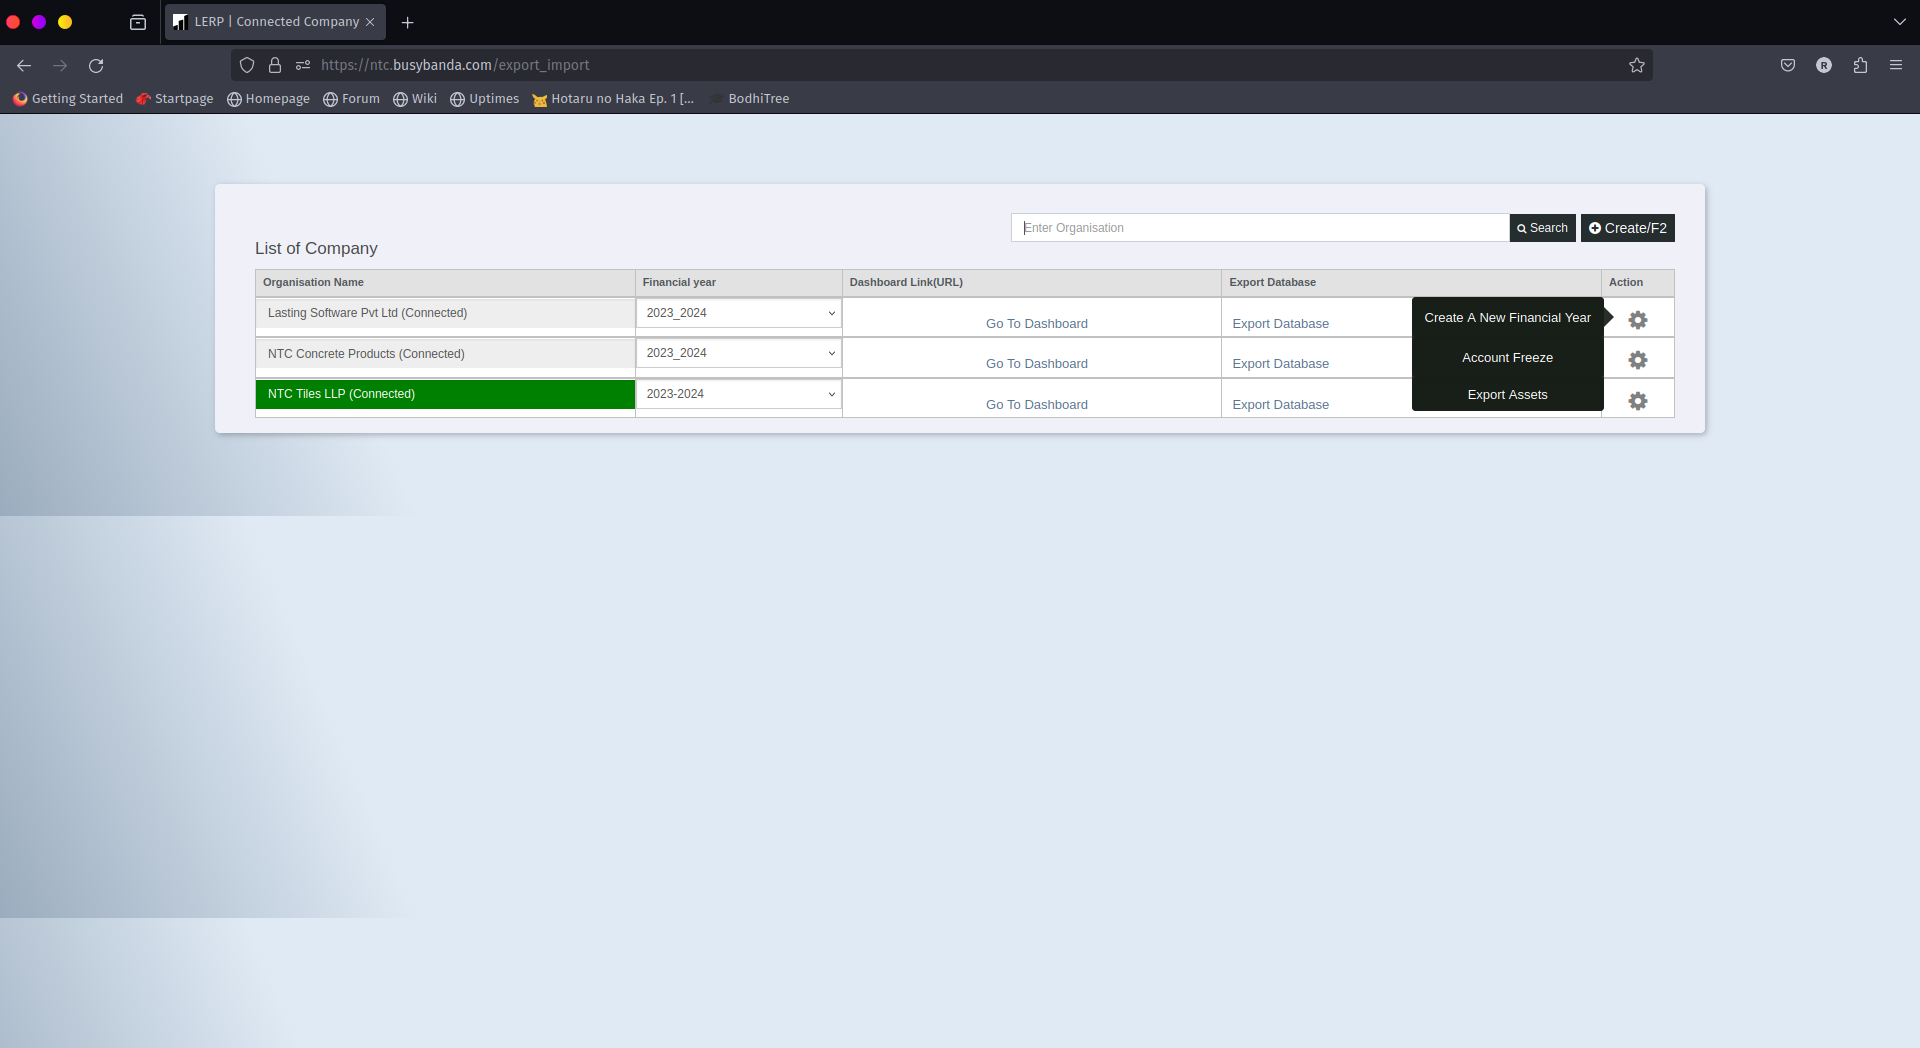 LERP | Connected Company
https://ntc.busybanda.com/export_import
R
Getting Started Startpage Homepage Forum Wiki Uptimes Hotaru no Haka Ep. 1 [... BodhiTree
Enter Organisation Search Create/F2
List of Company
Organisation Name Financial year Dashboard Link(URL) Export Database Action
Lasting Software Pvt Ltd (Connected) 2023_2024 Go To Dashboard Export Database Create A New Financial Year
NTC Concrete Products (Connected) 2023_2024 Go To Dashboard Export Database Account Freeze
NTC Tiles LLP (Connected) 2023-2024 Go To Dashboard Export Database Export Assets